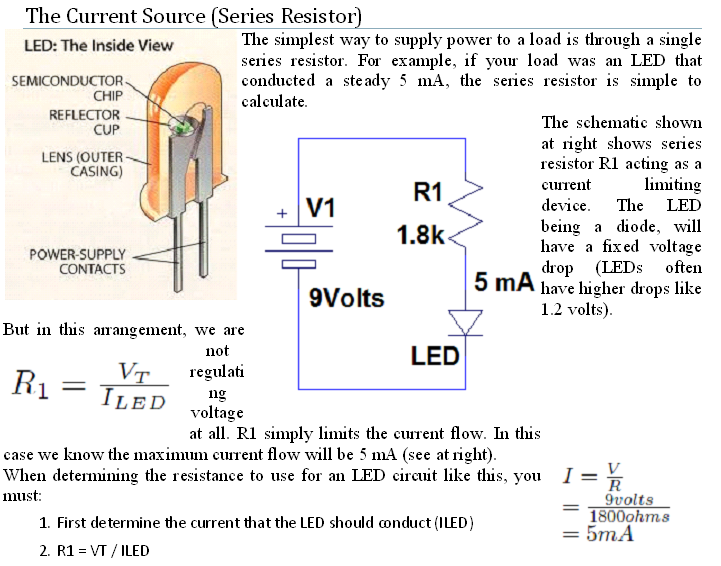 The Current Source (Series Resistor)
LED: The Inside View
SEMICONDUCTOR
CHIP
REFLECTOR
CUP
LENS (OUTER
CASING)
POWER-SUPPLY
CONTACTS
The simplest way to supply power to a load is through a single
series resistor. For example, if your load was an LED that
conducted a steady 5 mA, the series resistor is simple to
calculate.
The schematic shown
at right shows series
resistor R1 acting as a
current limiting
device. The LED
being a diode, will
have a fixed voltage
drop (LEDs often
have higher drops like
1.2 volts).
+ V1
9Volts
R1
1.8k
5 mA
LED
But in this arrangement, we are
not
regulati
ng
voltage
at all. R1 simply limits the current flow. In this
case we know the maximum current flow will be 5 mA (see at right).
R1 = VT / ILED
When determining the resistance to use for an LED circuit like this, you
must:
1. First determine the current that the LED should conduct (ILED)
2. R1 = VT / ILED
I = V / R
= 9volts / 1800ohms
= 5mA